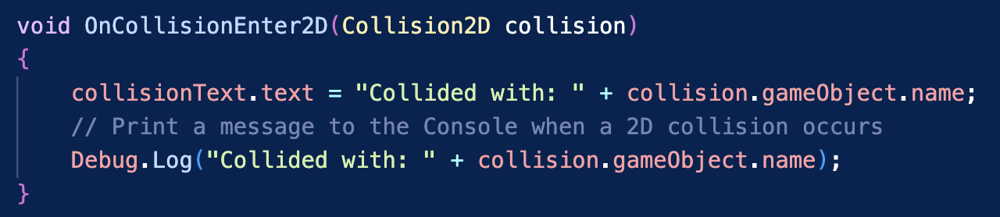 void OnCollisionEnter2D(Collision2D collision)
{
    collisionText.text = "Collided with: " + collision.gameObject.name;
    // Print a message to the Console when a 2D collision occurs
    Debug.Log("Collided with: " + collision.gameObject.name);
}